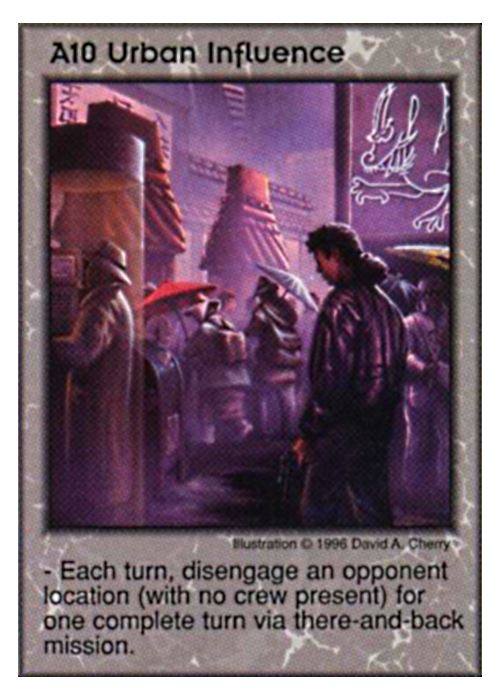 A10 Urban Influence
Illustration © 1996 David A. Cherry
- Each turn, disengage an opponent
location (with no crew present) for
one complete turn via there-and-back
mission.